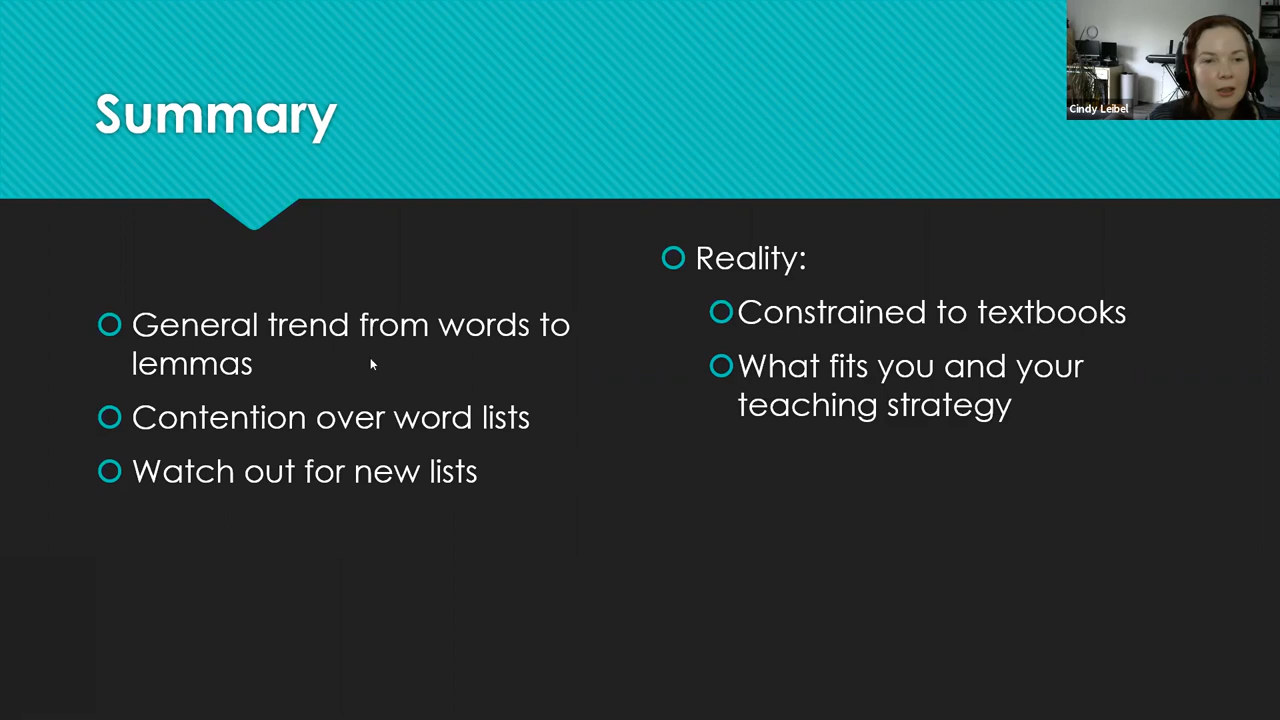 Summary
Cindy Leibel
General trend from words to
lemmas
Contention over word lists
Watch out for new lists
Reality:
Constrained to textbooks
What fits you and your
teaching strategy